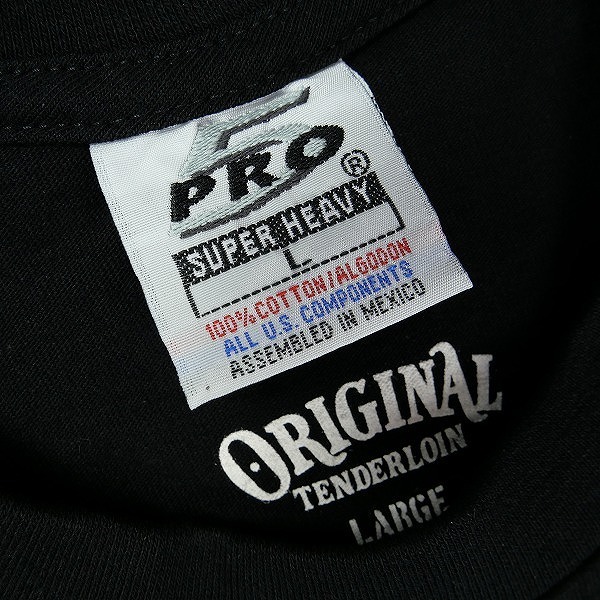 PRO®
SUPER HEAVY
L
100% COTTON/ALGODON
ALL U.S. COMPONENTS
ASSEMBLED IN MEXICO
ORIGINAL
TENDERLOIN
LARGE